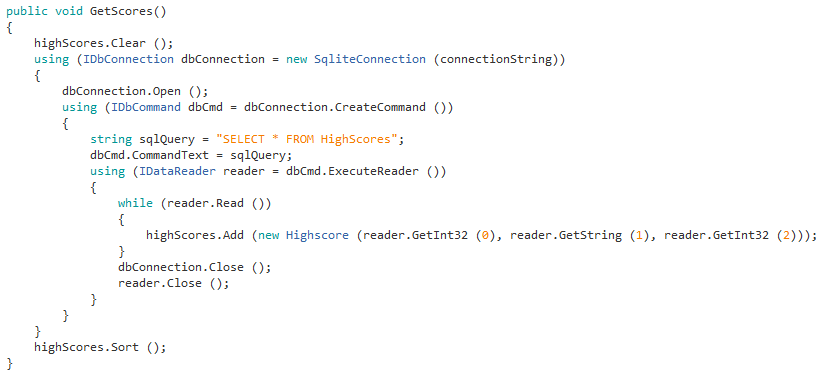 public void GetScores()
{
    highScores.Clear ();
    using (IDbConnection dbConnection = new SqliteConnection (connectionString))
    {
        dbConnection.Open ();
        using (IDbCommand dbCmd = dbConnection.CreateCommand ())
        {
            string sqlQuery = "SELECT * FROM HighScores";
            dbCmd.CommandText = sqlQuery;
            using (IDataReader reader = dbCmd.ExecuteReader ())
            {
                while (reader.Read ())
                {
                    highScores.Add (new Highscore (reader.GetInt32 (0), reader.GetString (1), reader.GetInt32 (2)));
                }
                dbConnection.Close ();
                reader.Close ();
            }
        }
    }
    highScores.Sort ();
}